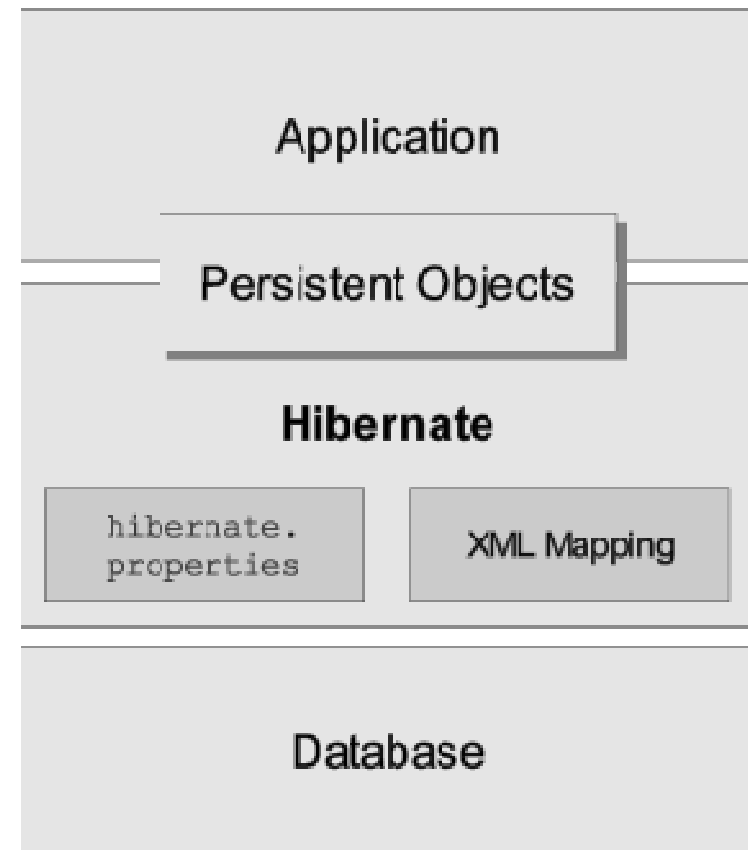 Application
Persistent Objects
Hibernate
hibernate.
properties
XML Mapping
Database